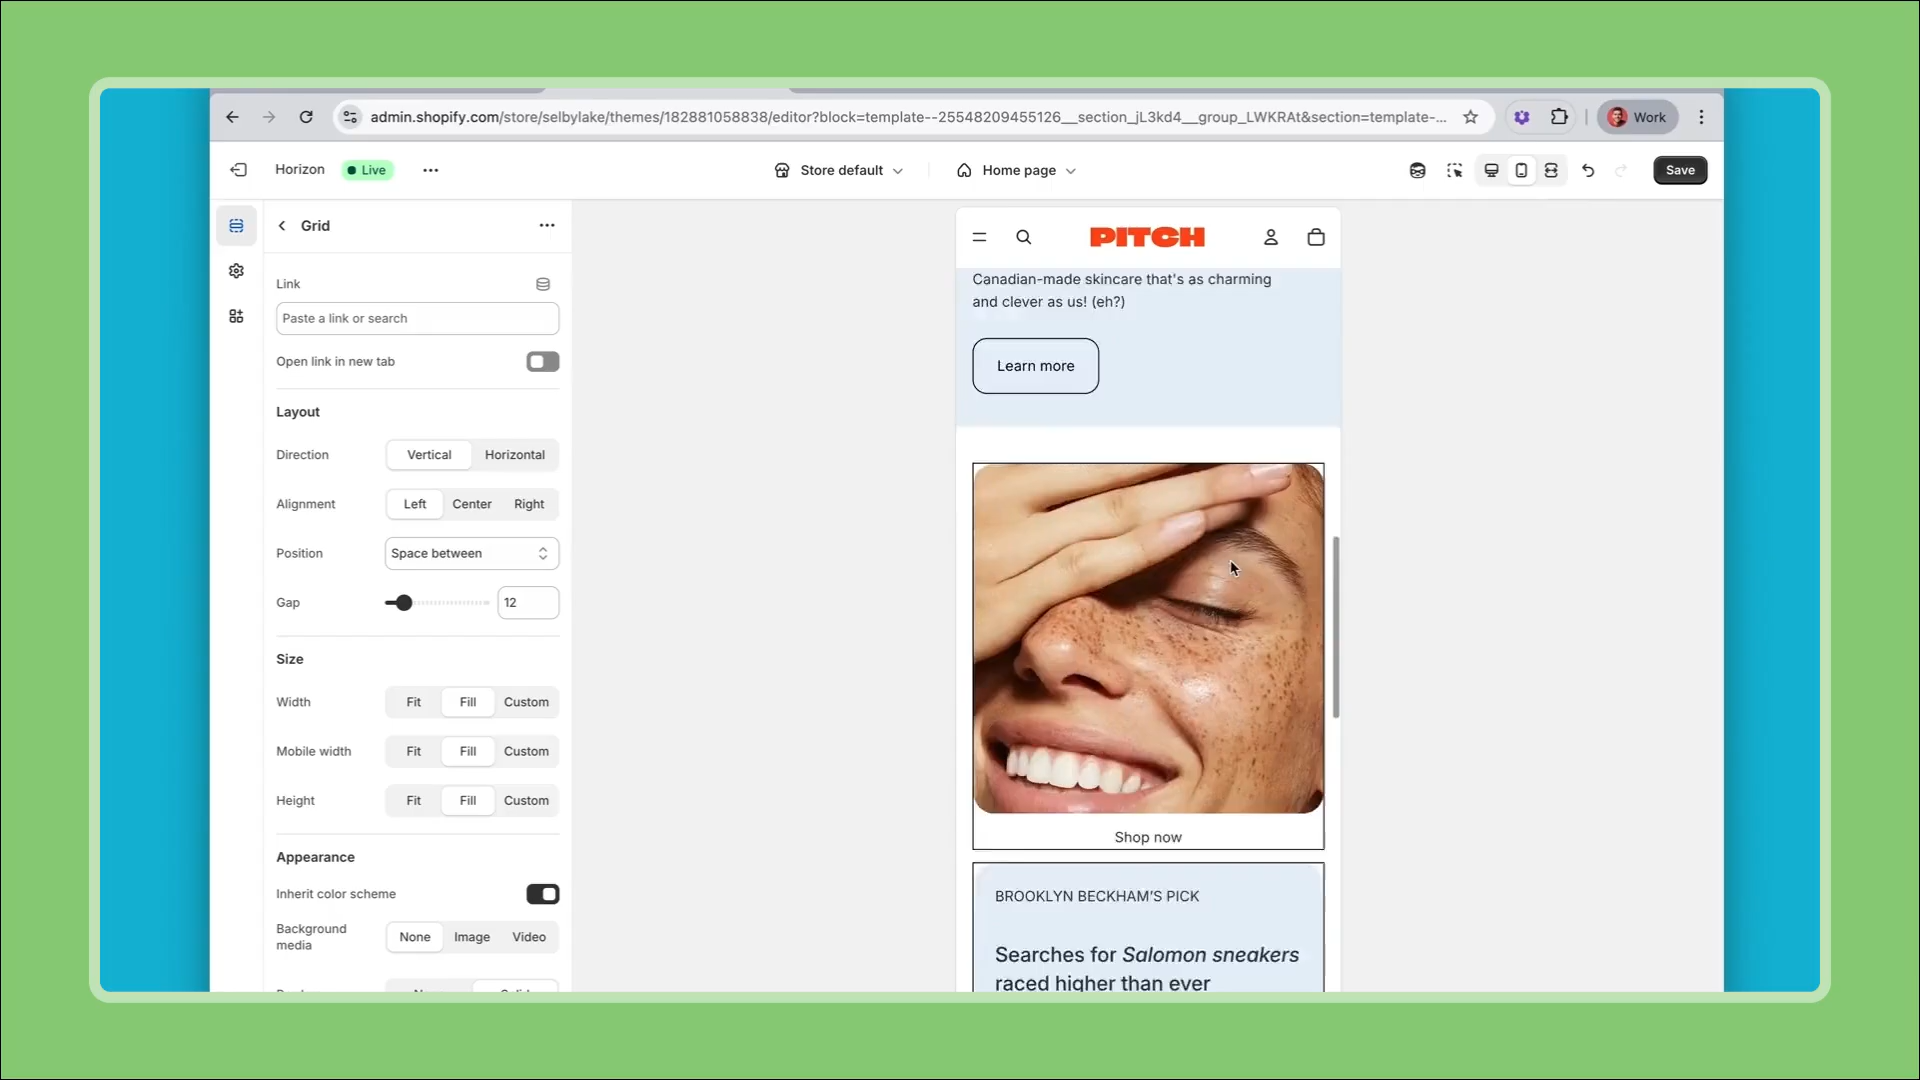 admin.shopify.com/store/selbylake/themes/182881058838/editor?block=template--25548209455126__section_jL3kd4__group_LWKRAt&section=template-...
Work
Horizon
Live
Store default
Home page
Save
Grid
Link
Paste a link or search
Open link in new tab
Layout
Direction
Vertical
Horizontal
Alignment
Left
Center
Right
Position
Space between
Gap
12
Size
Width
Fit
Fill
Custom
Mobile width
Fit
Fill
Custom
Height
Fit
Fill
Custom
Appearance
Inherit color scheme
Background
media
None
Image
Video
PITCH
Canadian-made skincare that's as charming
and clever as us! (eh?)
Learn more
Shop now
BROOKLYN BECKHAM'S PICK
Searches for Salomon sneakers
raced higher than ever